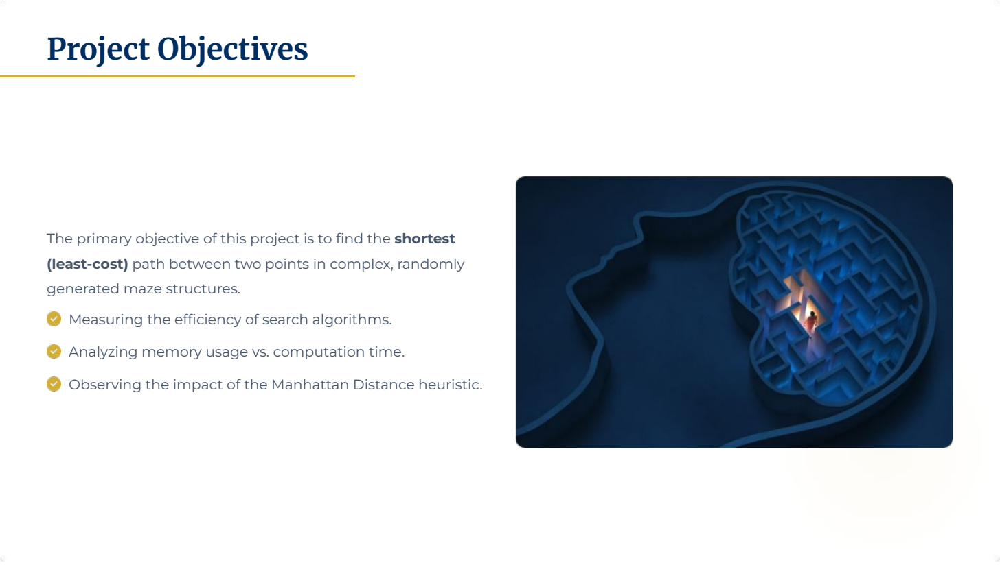 Project Objectives
The primary objective of this project is to find the shortest
(least-cost) path between two points in complex, randomly
generated maze structures.
Measuring the efficiency of search algorithms.
Analyzing memory usage vs. computation time.
Observing the impact of the Manhattan Distance heuristic.